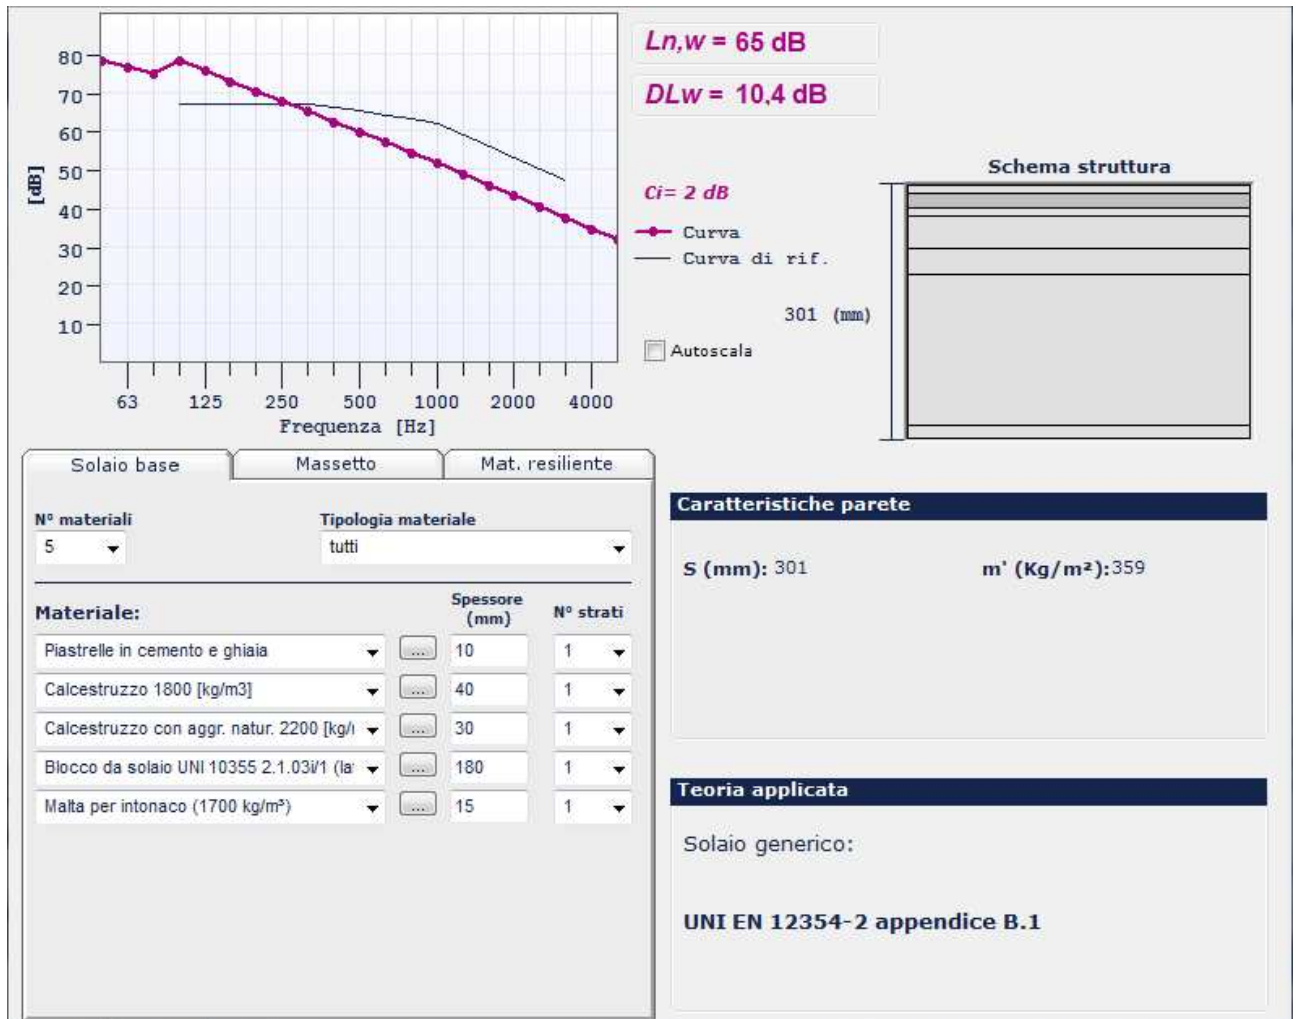 Ln,w = 65 dB
DLw = 10,4 dB
Ci= 2 dB
Curva
Curva di rif.
301 (mm)
Autoscala
Schema struttura
[dB]
80
70
60
50
40
30
20
10
63 125 250 500 1000 2000 4000
Frequenza [Hz]
Solaio base Massetto Mat. resiliente
N° materiali Tipologia materiale
5 tutti
Materiale: Spessore (mm) N° strati
Piastrelle in cemento e ghiaia ... 10 1
Calcestruzzo 1800 [kg/m3] ... 40 1
Calcestruzzo con aggr. natur. 2200 [kg/ ... 30 1
Blocco da solaio UNI 10355 2.1.03i/1 (la ... 180 1
Malta per intonaco (1700 kg/m³) ... 15 1
Caratteristiche parete
S (mm): 301 m' (Kg/m²):359
Teoria applicata
Solaio generico:
UNI EN 12354-2 appendice B.1